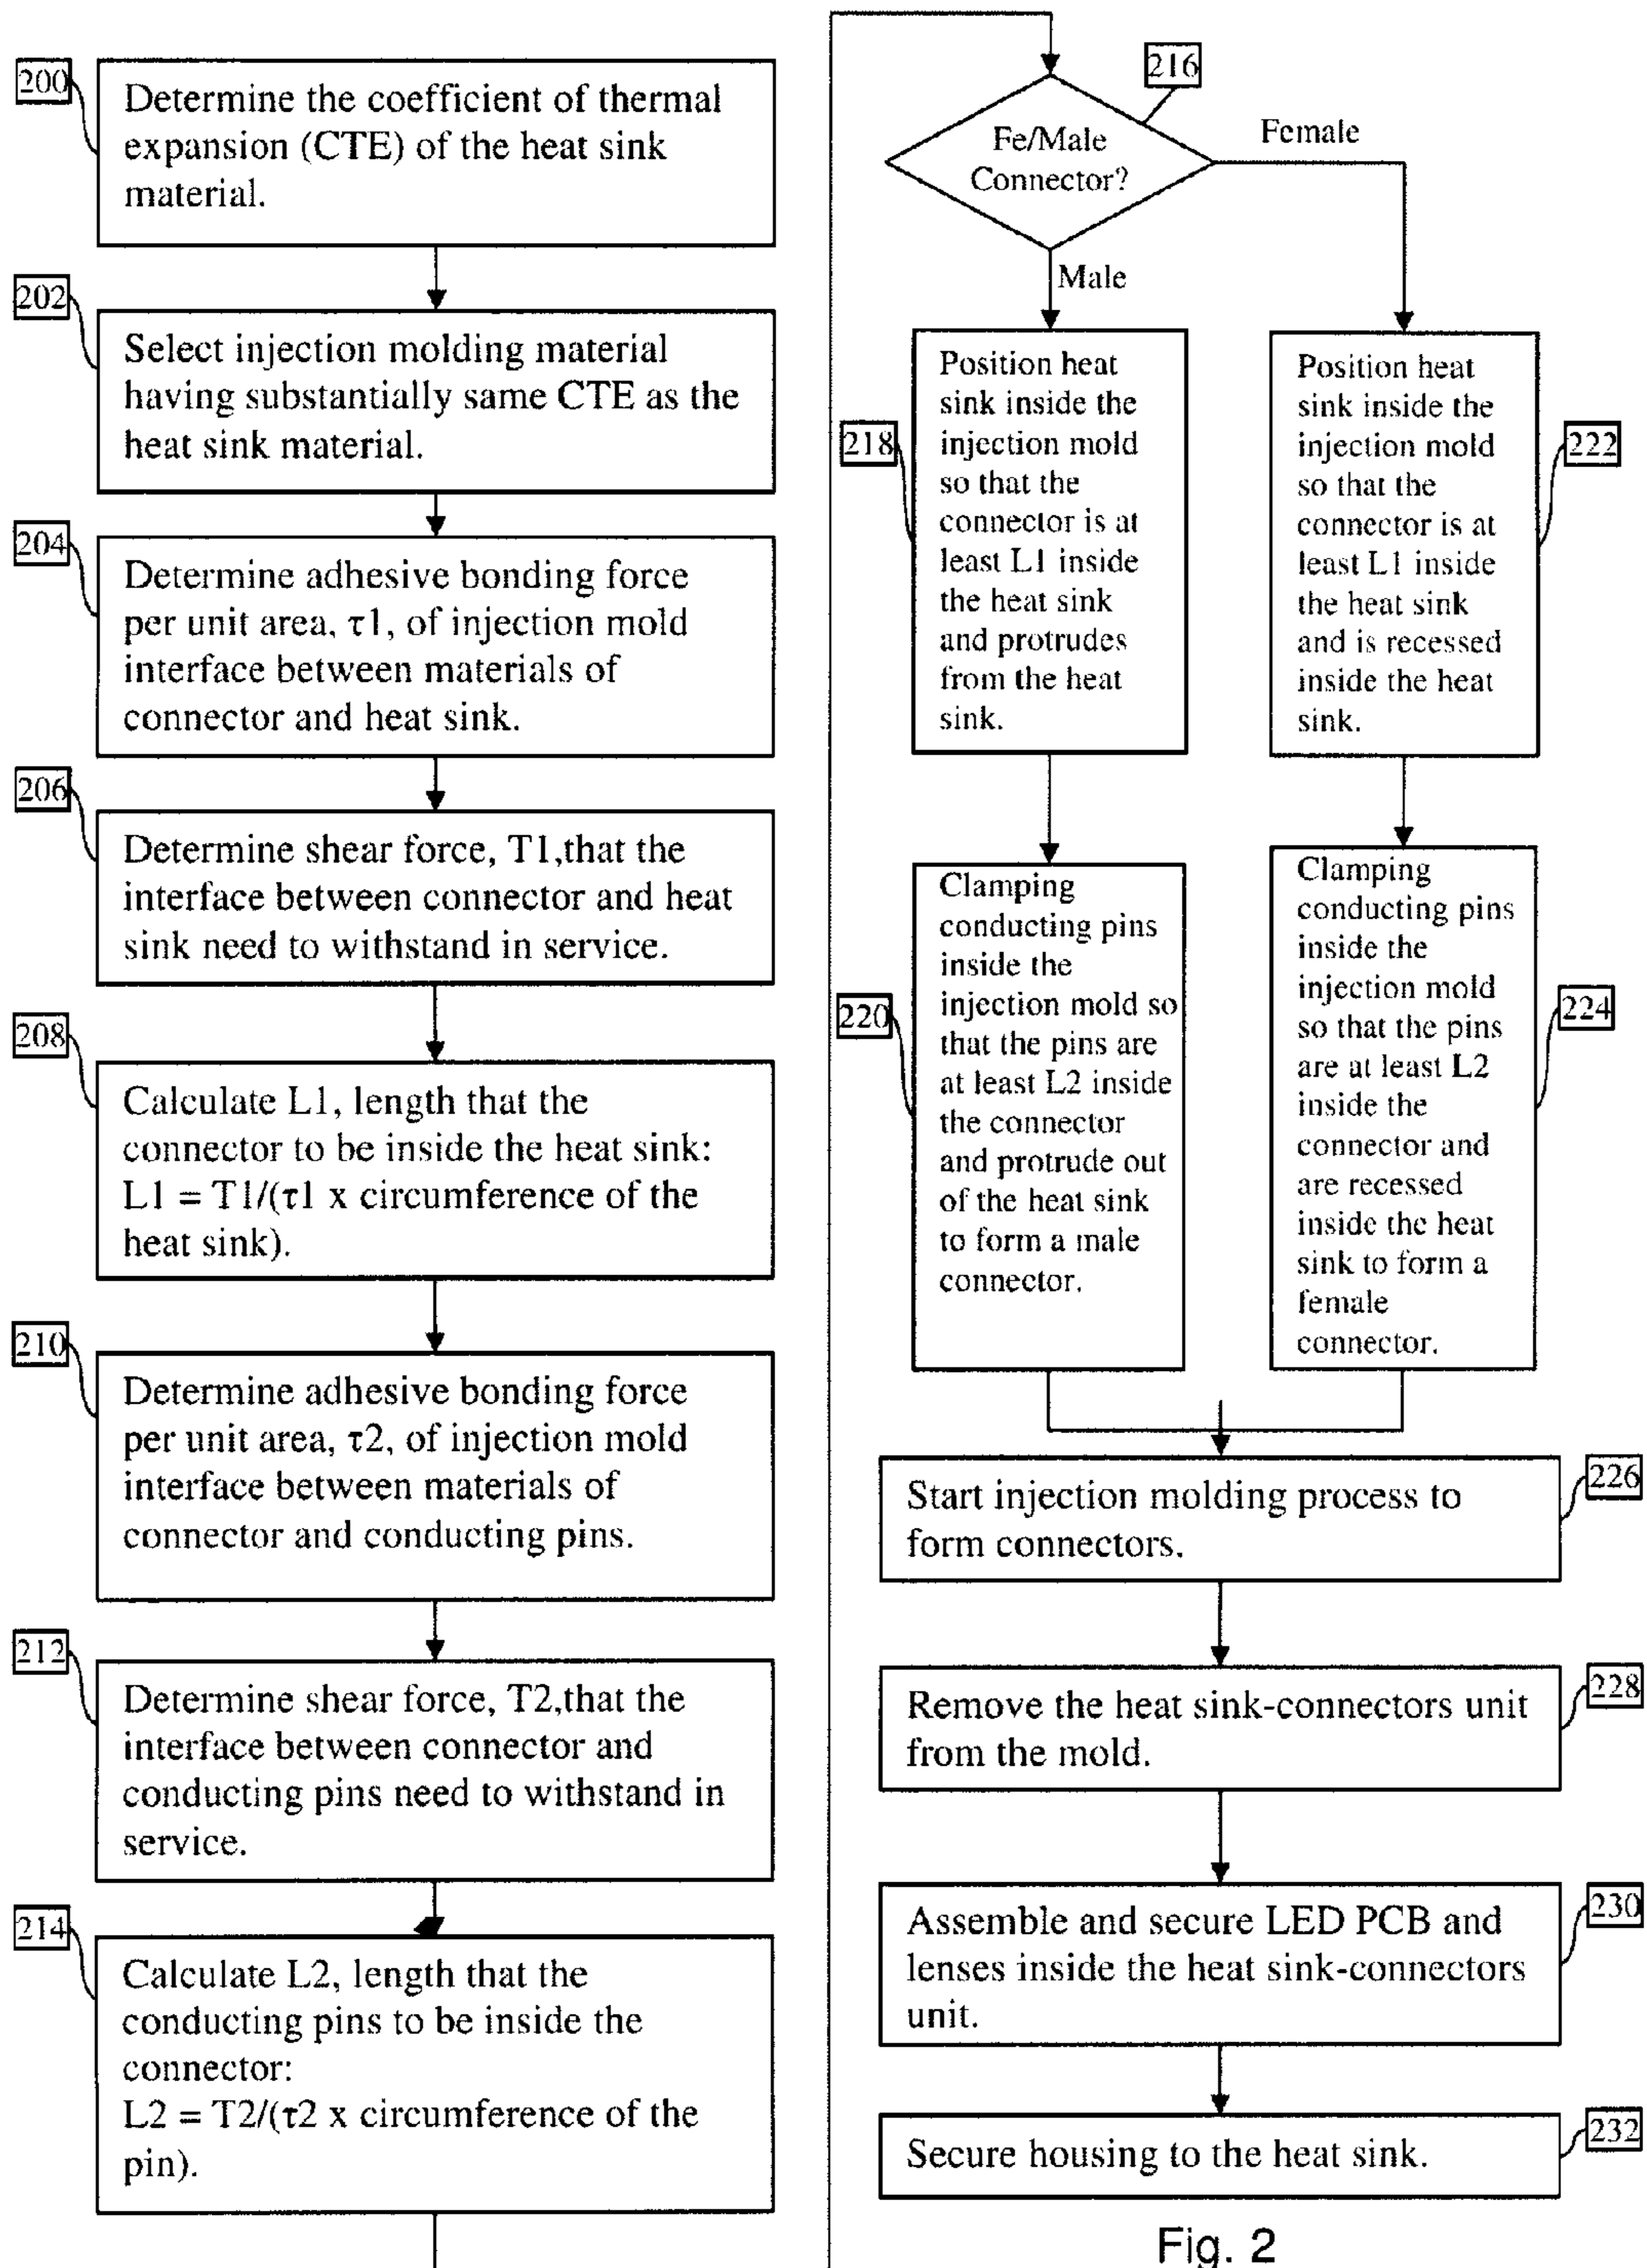 200
Determine the coefficient of thermal
expansion (CTE) of the heat sink
material.
202
Select injection molding material
having substantially same CTE as the
heat sink material.
204
Determine adhesive bonding force
per unit area, τ1, of injection mold
interface between materials of
connector and heat sink.
206
Determine shear force, T1,that the
interface between connector and heat
sink need to withstand in service.
208
Calculate L1, length that the
connector to be inside the heat sink:
L1 = T1/(τ1 x circumference of the
heat sink).
210
Determine adhesive bonding force
per unit area, τ2, of injection mold
interface between materials of
connector and conducting pins.
212
Determine shear force, T2,that the
interface between connector and
conducting pins need to withstand in
service.
214
Calculate L2, length that the
conducting pins to be inside the
connector:
L2 = T2/(τ2 x circumference of the
pin).
216
Fe/Male
Connector?
Female
Male
218
Position heat
sink inside the
injection mold
so that the
connector is at
least L1 inside
the heat sink
and protrudes
from the heat
sink.
222
Position heat
sink inside the
injection mold
so that the
connector is at
least L1 inside
the heat sink
and is recessed
inside the heat
sink.
220
Clamping
conducting pins
inside the
injection mold so
that the pins are
at least L2 inside
the connector
and protrude out
of the heat sink
to form a male
connector.
224
Clamping
conducting pins
inside the
injection mold
so that the pins
are at least L2
inside the
connector and
are recessed
inside the heat
sink to form a
female
connector.
226
Start injection molding process to
form connectors.
228
Remove the heat sink-connectors unit
from the mold.
230
Assemble and secure LED PCB and
lenses inside the heat sink-connectors
unit.
232
Secure housing to the heat sink.
Fig. 2